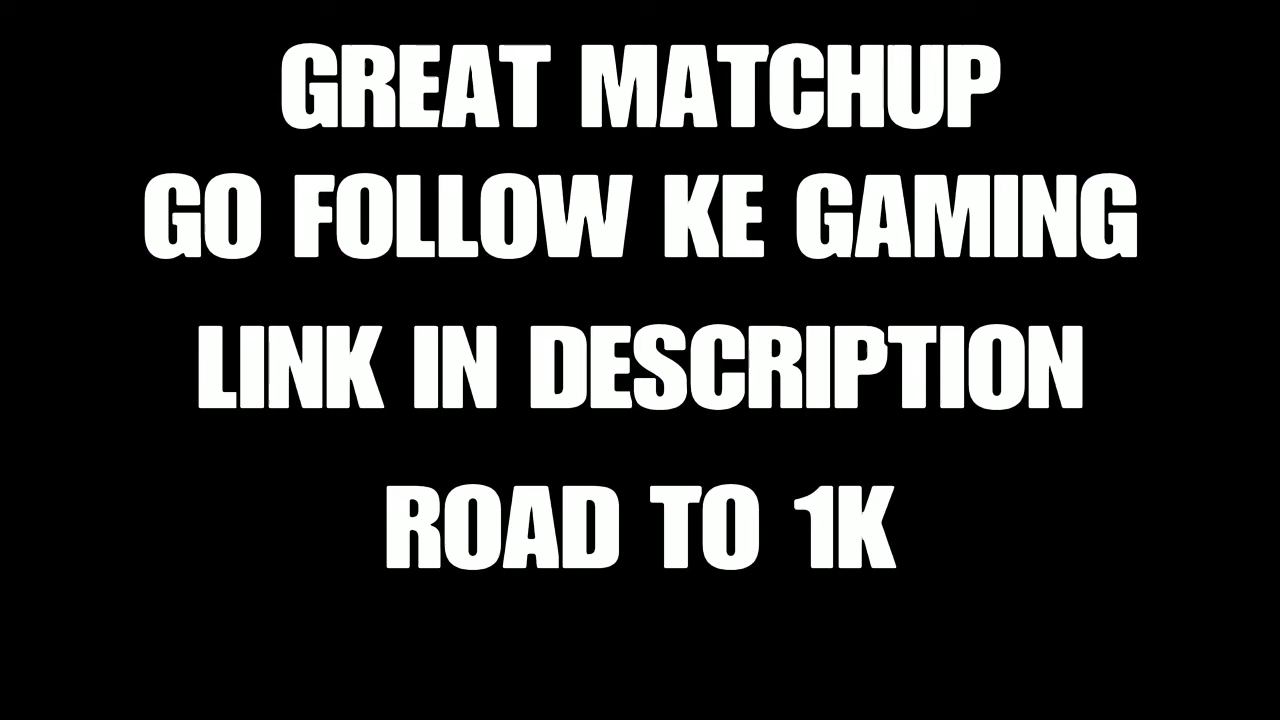 GREAT MATCHUP
GO FOLLOW KE GAMING
LINK IN DESCRIPTION
ROAD TO 1K